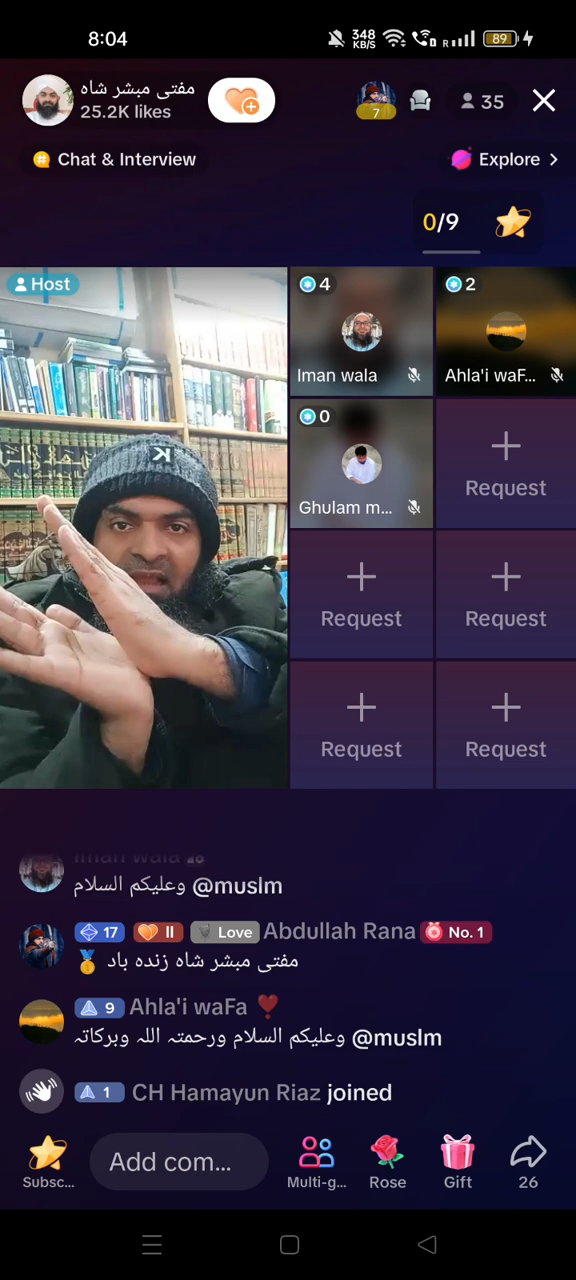 8:04
348
KB/S
R
89
مفتی مبشر شاہ
25.2K likes
7
35
Chat & Interview
Explore
0/9
Host
4
Iman wala
2
Ahla'i waF...
K
0
Ghulam m...
Request
Request
Request
Request
Request
Iman wala
وعلیکم السلام @muslm
17 II Love Abdullah Rana No. 1
مفتی مبشر شاہ زندہ باد
9 Ahla'i waFa
وعلیکم السلام ورحمتہ اللہ وبرکاتہ @muslm
1 CH Hamayun Riaz joined
Subsc...
Add com...
Multi-g...
Rose
Gift
26